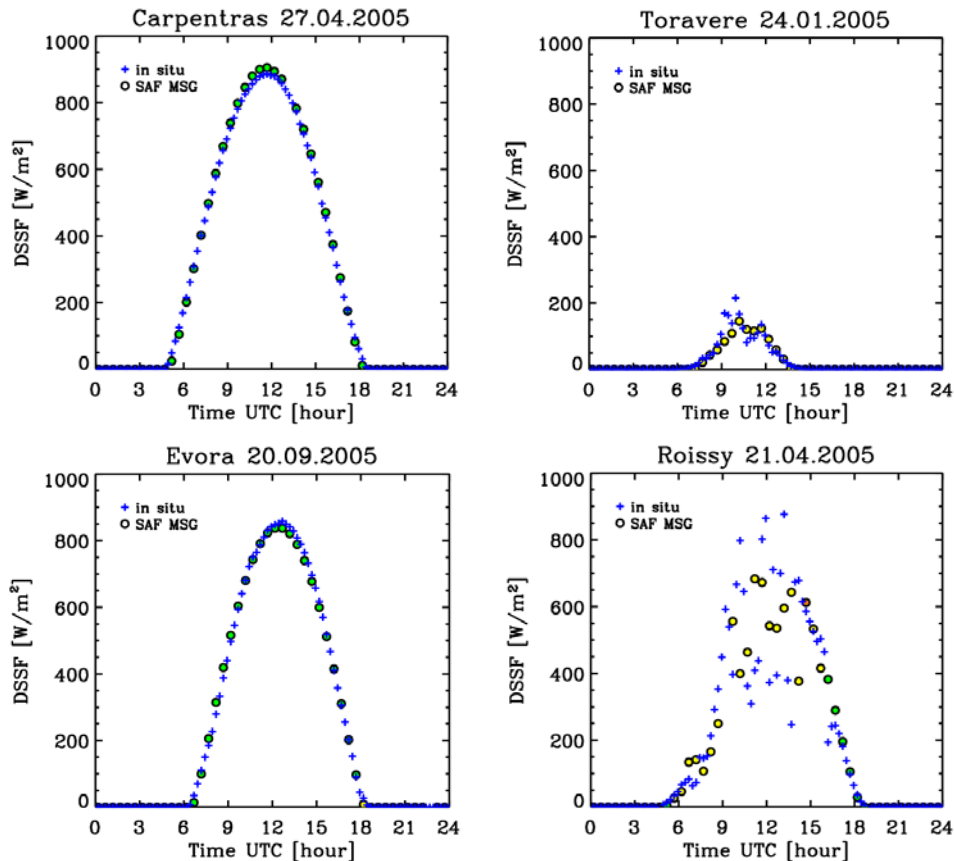 Carpentras 27.04.2005
1000
800
600
400
200
0
DSSF [W/m²]
+ in situ
SAF MSG
0 3 6 9 12 15 18 21 24
Time UTC [hour]
Toravere 24.01.2005
1000
800
600
400
200
0
DSSF [W/m²]
+ in situ
SAF MSG
0 3 6 9 12 15 18 21 24
Time UTC [hour]
Evora 20.09.2005
1000
800
600
400
200
0
DSSF [W/m²]
+ in situ
SAF MSG
0 3 6 9 12 15 18 21 24
Time UTC [hour]
Roissy 21.04.2005
1000
800
600
400
200
0
DSSF [W/m²]
+ in situ
SAF MSG
0 3 6 9 12 15 18 21 24
Time UTC [hour]